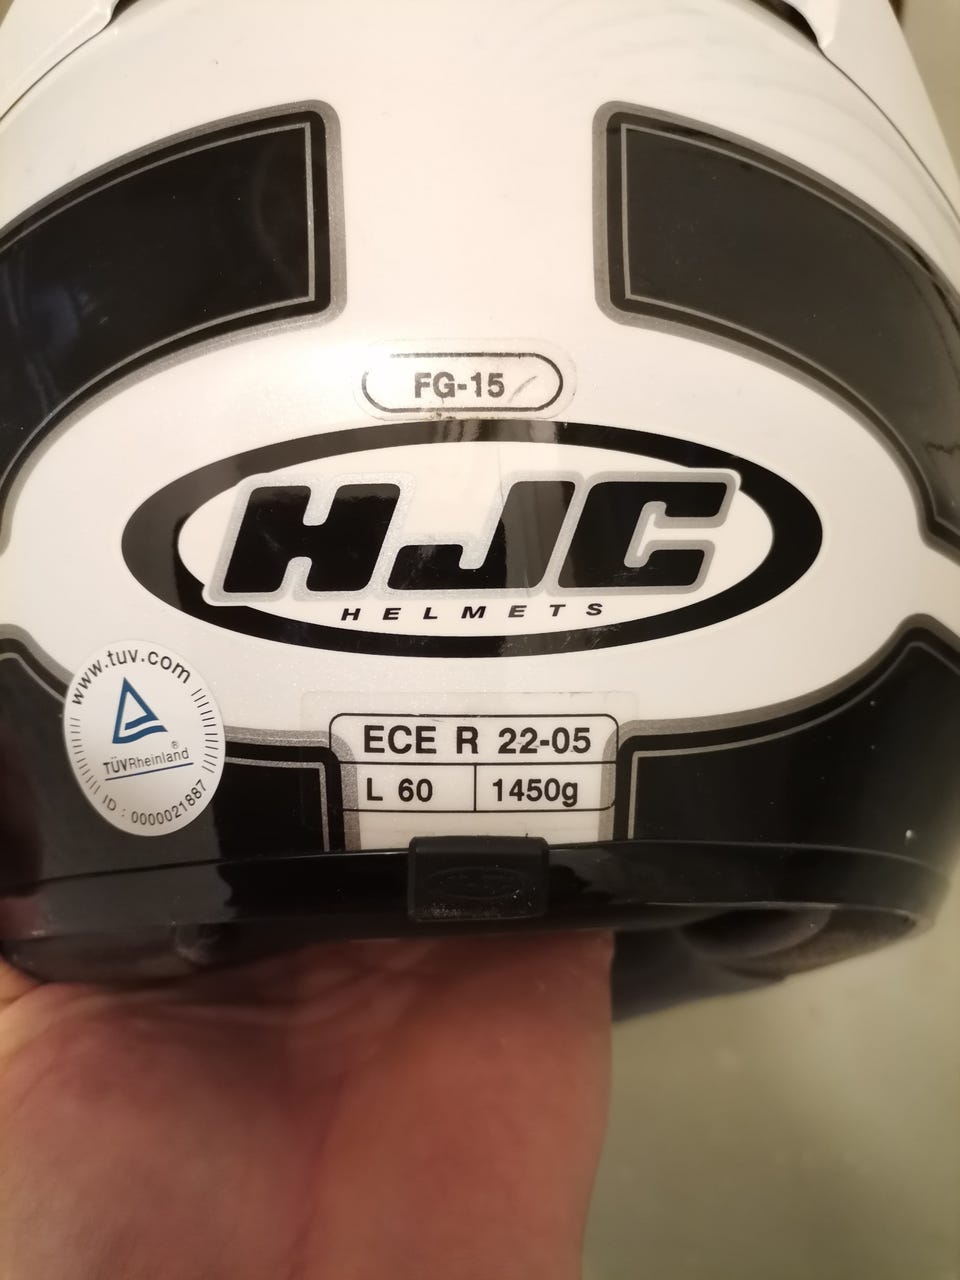 FG-15
HJC
HELMETS
www.tuv.com
TÜVRheinland
®
ID : 0000021887
ECE R 22-05
L 60
1450g